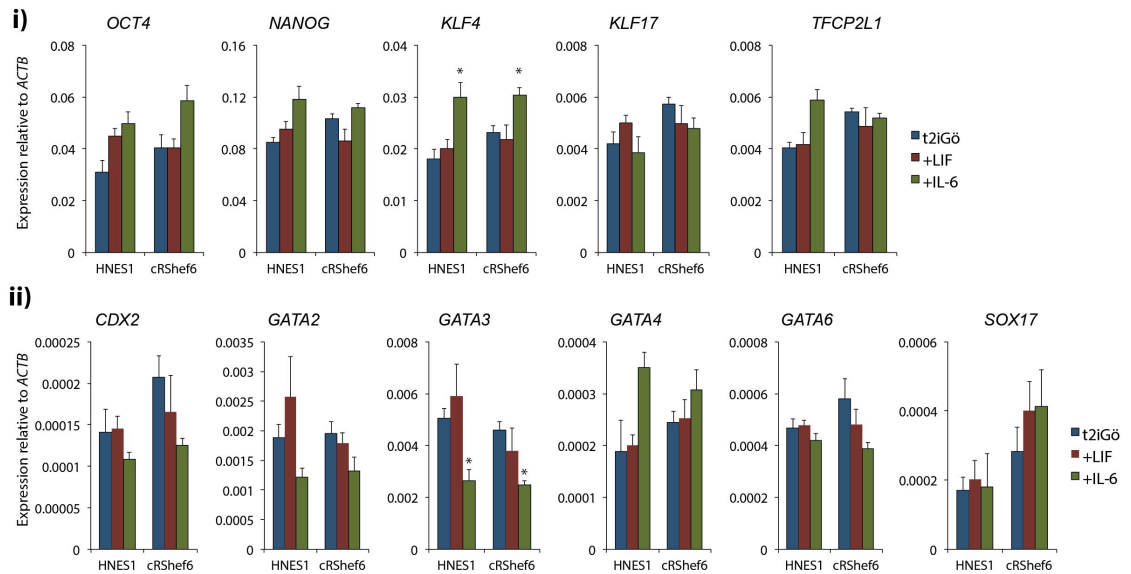 i)
OCT4 NANOG KLF4 KLF17 TFCP2L1
Expression relative to ACTB
0.08
0.06
0.04
0.02
0
HNES1 cRShef6
0.16
0.12
0.08
0.04
0
HNES1 cRShef6
0.04
0.03
0.02
0.01
0
* *
HNES1 cRShef6
0.008
0.006
0.004
0.002
0
HNES1 cRShef6
0.008
0.006
0.004
0.002
0
HNES1 cRShef6
t2iGö
+LIF
+IL-6
ii)
CDX2 GATA2 GATA3 GATA4 GATA6 SOX17
Expression relative to ACTB
0.00025
0.0002
0.00015
0.0001
0.00005
0
HNES1 cRShef6
0.0035
0.003
0.0025
0.002
0.0015
0.001
0.0005
0
HNES1 cRShef6
0.008
0.006
0.004
0.002
0
* *
HNES1 cRShef6
0.0004
0.0003
0.0002
0.0001
0
HNES1 cRShef6
0.0008
0.0006
0.0004
0.0002
0
HNES1 cRShef6
0.0006
0.0004
0.0002
0
HNES1 cRShef6
t2iGö
+LIF
+IL-6